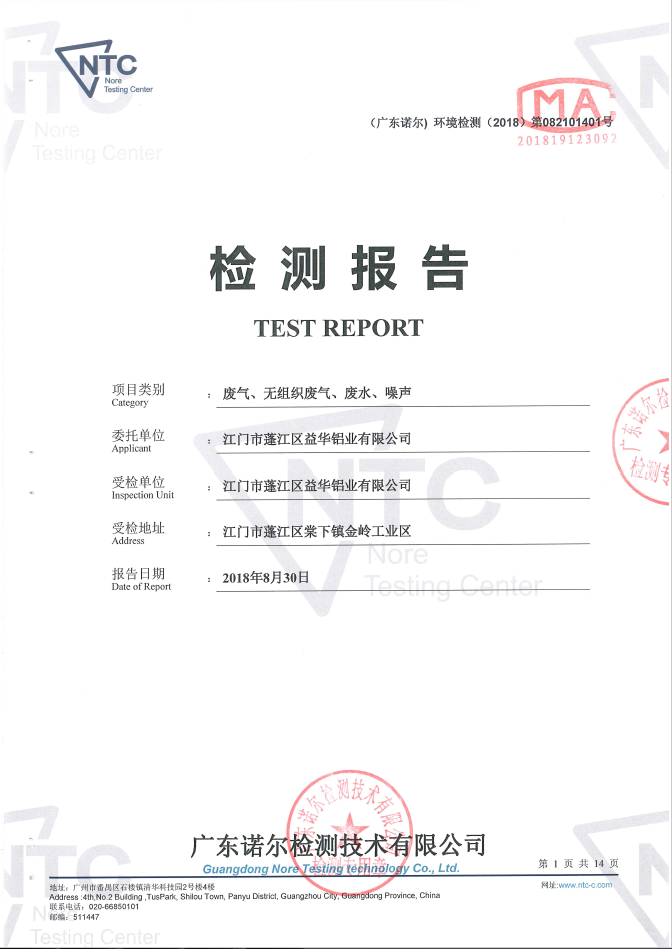 NTC
Nore
Testing Center
MA
（广东诺尔）环境检测（2018）第082101401号
201819123092
检测报告
TEST REPORT
项目类别
Category
：废气、无组织废气、废水、噪声
委托单位
Applicant
：江门市蓬江区益华铝业有限公司
受检单位
Inspection Unit
：江门市蓬江区益华铝业有限公司
受检地址
Address
：江门市蓬江区棠下镇金岭工业区
报告日期
Date of Report
：2018年8月30日
NTC
Nore
Testing Center
广东诺尔检测技术有限公司
Guangdong Nore Testing technology Co., Ltd.
检测专用章
第 1 页 共 14 页
地址：广州市番禺区石楼镇清华科技园2号楼4楼
网址:www.ntc-c.com
Address :4th,No.2 Building ,TusPark, Shilou Town, Panyu District, Guangzhou City, Guangdong Province, China
联系电话：020-66850101
邮编：511447